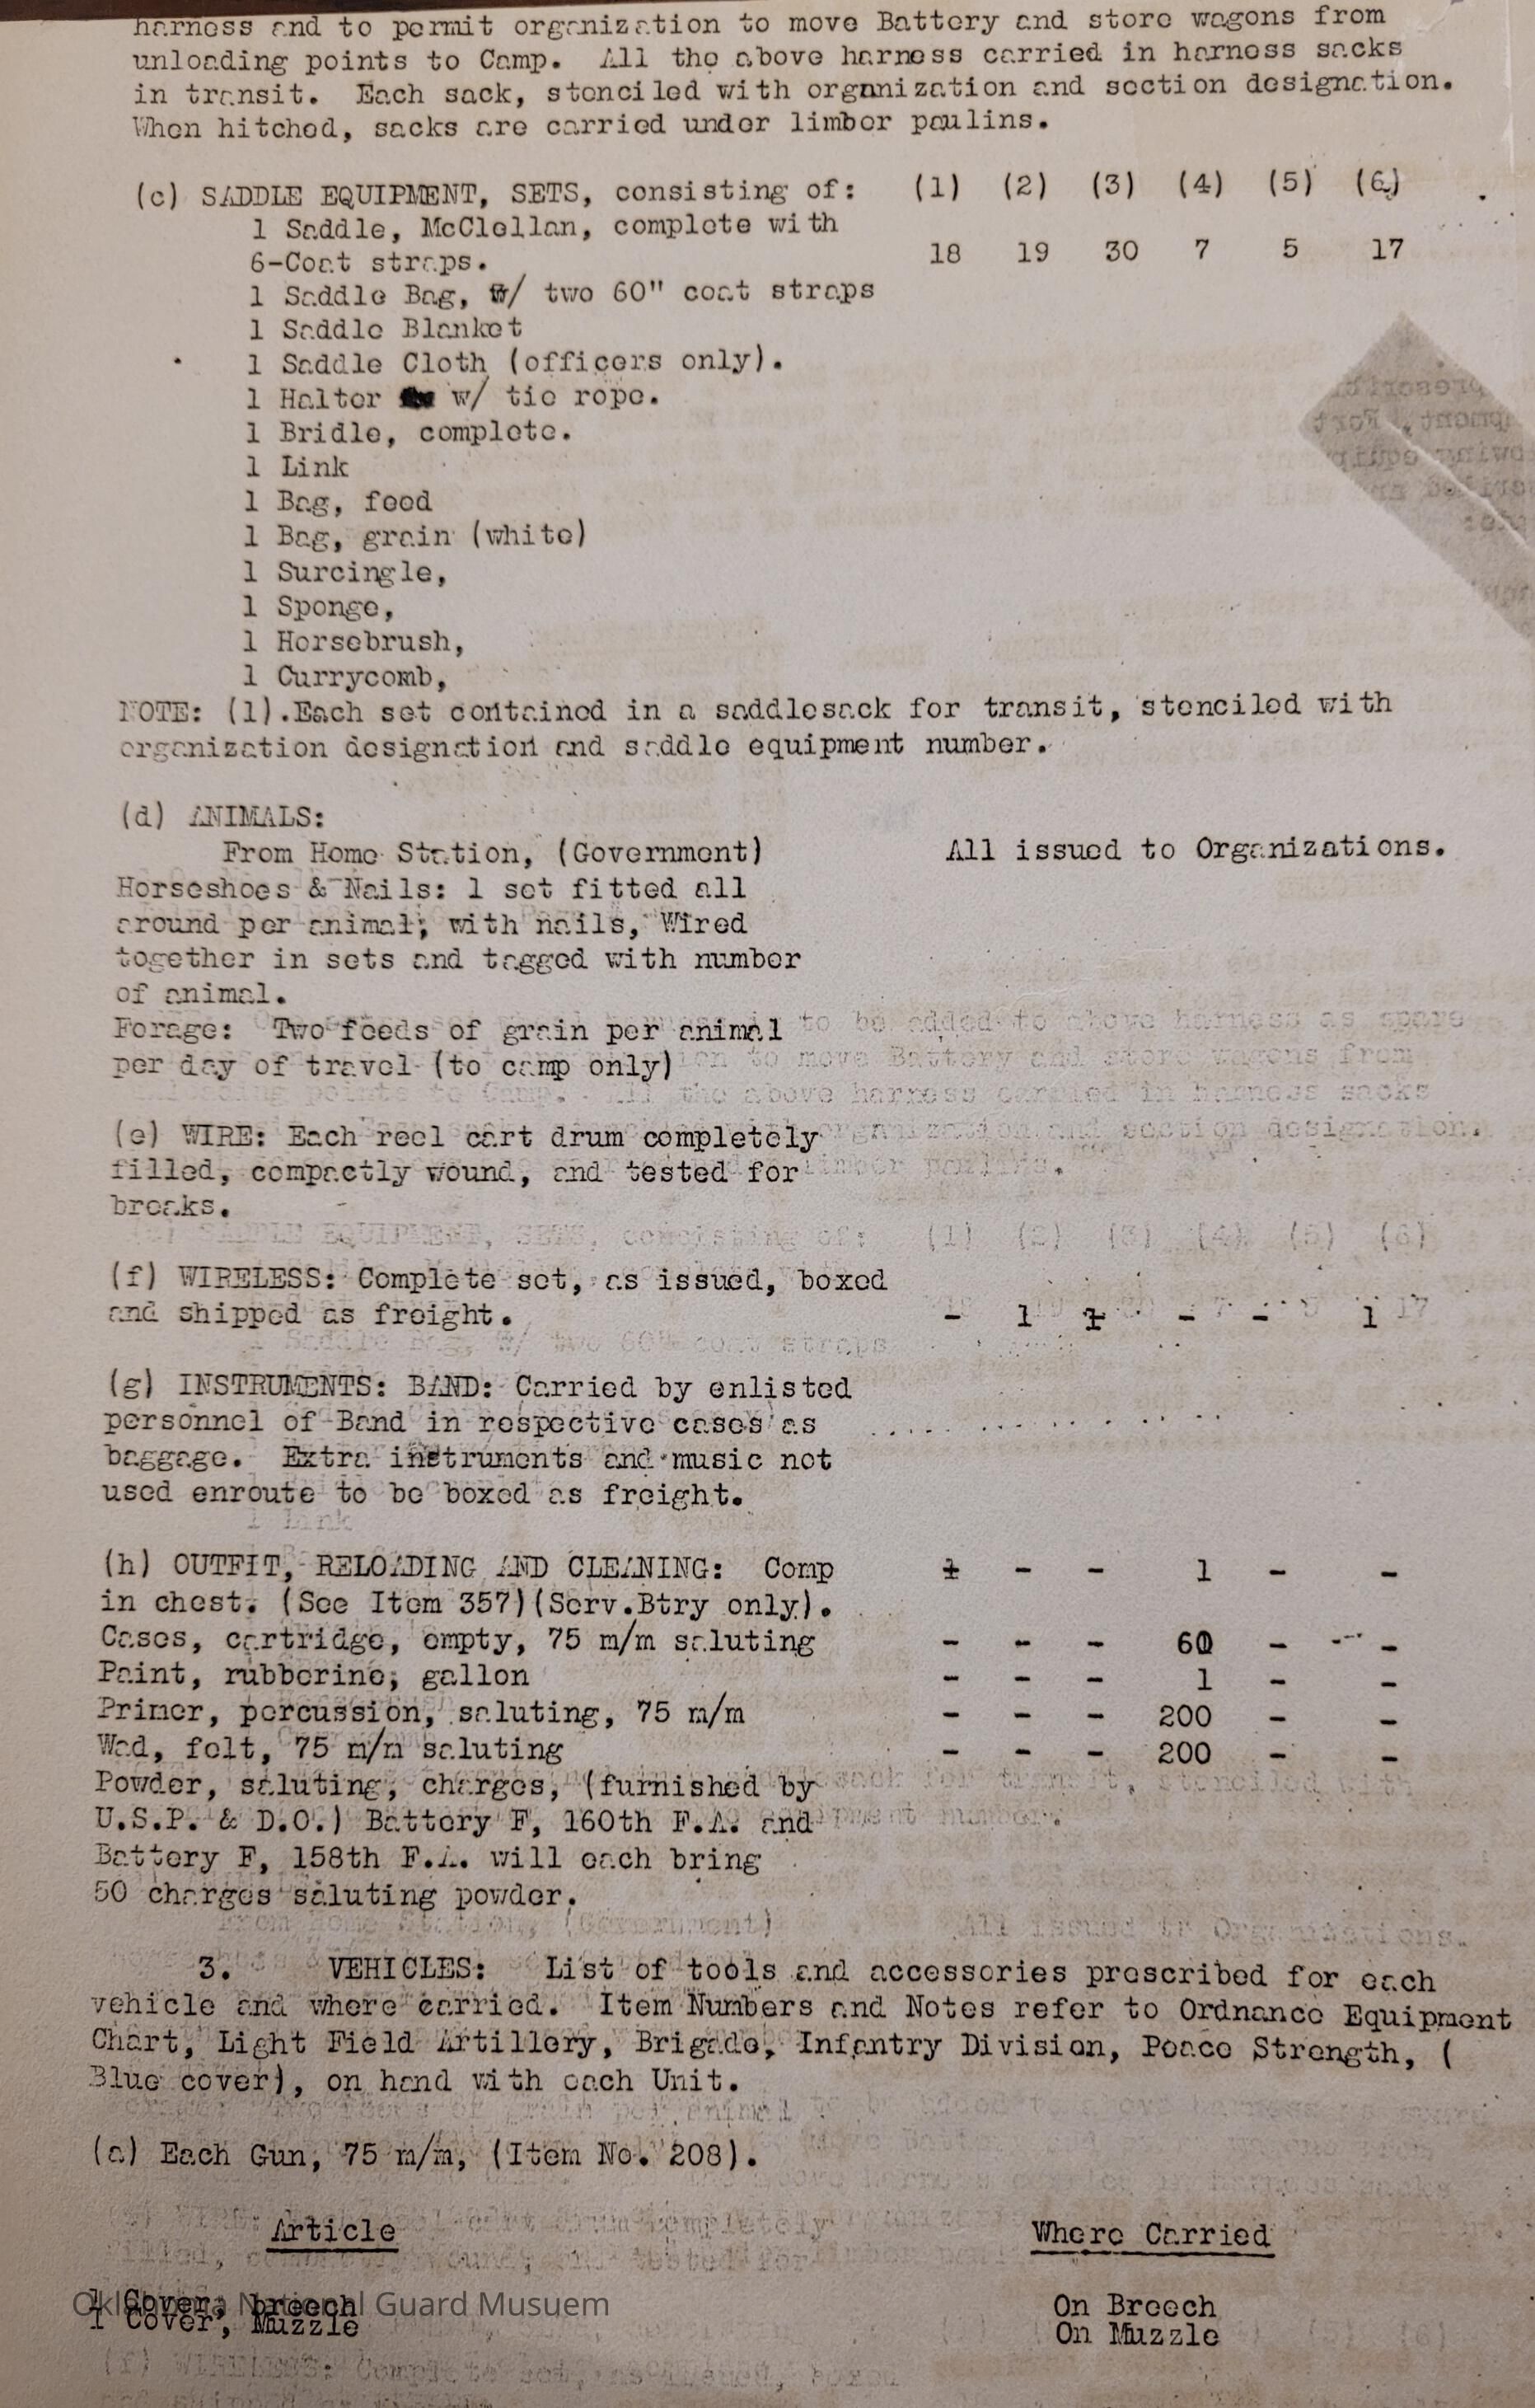 harness and to permit organization to move Battery and store wagons from
unloading points to Camp. All the above harness carried in harness sacks
in transit. Each sack, stenciled with organization and section designation.
When hitched, sacks are carried under limber paulins.
(c) SADDLE EQUIPMENT, SETS, consisting of: (1) (2) (3) (4) (5) (6)
1 Saddle, McClellan, complete with
6-Coat straps. 18 19 30 7 5 17
1 Saddle Bag, w/ two 60" coat straps
1 Saddle Blanket
1 Saddle Cloth (officers only).
1 Halter w/ tie rope.
1 Bridle, complete.
1 Link
1 Bag, feed
1 Bag, grain (white)
1 Surcingle,
1 Sponge,
1 Horsebrush,
1 Currycomb,
NOTE: (1).Each set contained in a saddlesack for transit, stenciled with
organization designation and saddle equipment number.
(d) ANIMALS:
From Home Station, (Government) All issued to Organizations.
Horseshoes & Nails: 1 set fitted all
around per animal; with nails, Wired
together in sets and tagged with number
of animal.
Forage: Two feeds of grain per animal
per day of travel (to camp only)
(e) WIRE: Each reel cart drum completely
filled, compactly wound, and tested for
breaks.
(f) WIRELESS: Complete set, as issued, boxed
and shipped as freight. - 1 - - - 1
(g) INSTRUMENTS: BAND: Carried by enlisted
personnel of Band in respective cases as
baggage. Extra instruments and music not
used enroute to be boxed as freight.
(h) OUTFIT, RELOADING AND CLEANING: Comp - - - 1 - -
in chest. (See Item 357)(Serv.Btry only).
Cases, cartridge, empty, 75 m/m saluting - - - 60 - -
Paint, rubberine; gallon - - - 1 - -
Primer, percussion, saluting, 75 m/m - - - 200 - -
Wad, felt, 75 m/m saluting - - - 200 - -
Powder, saluting, charges, (furnished by
U.S.P. & D.O.) Battery F, 160th F.A. and
Battery F, 158th F.A. will each bring
50 charges saluting powder.
3. VEHICLES: List of tools and accessories prescribed for each
vehicle and where carried. Item Numbers and Notes refer to Ordnance Equipment
Chart, Light Field Artillery, Brigade, Infantry Division, Peace Strength, (
Blue cover), on hand with each Unit.
(a) Each Gun, 75 m/m, (Item No. 208).
Article Where Carried
1 Cover, breech On Breech
1 Cover, Muzzle On Muzzle
Oklahoma National Guard Musuem